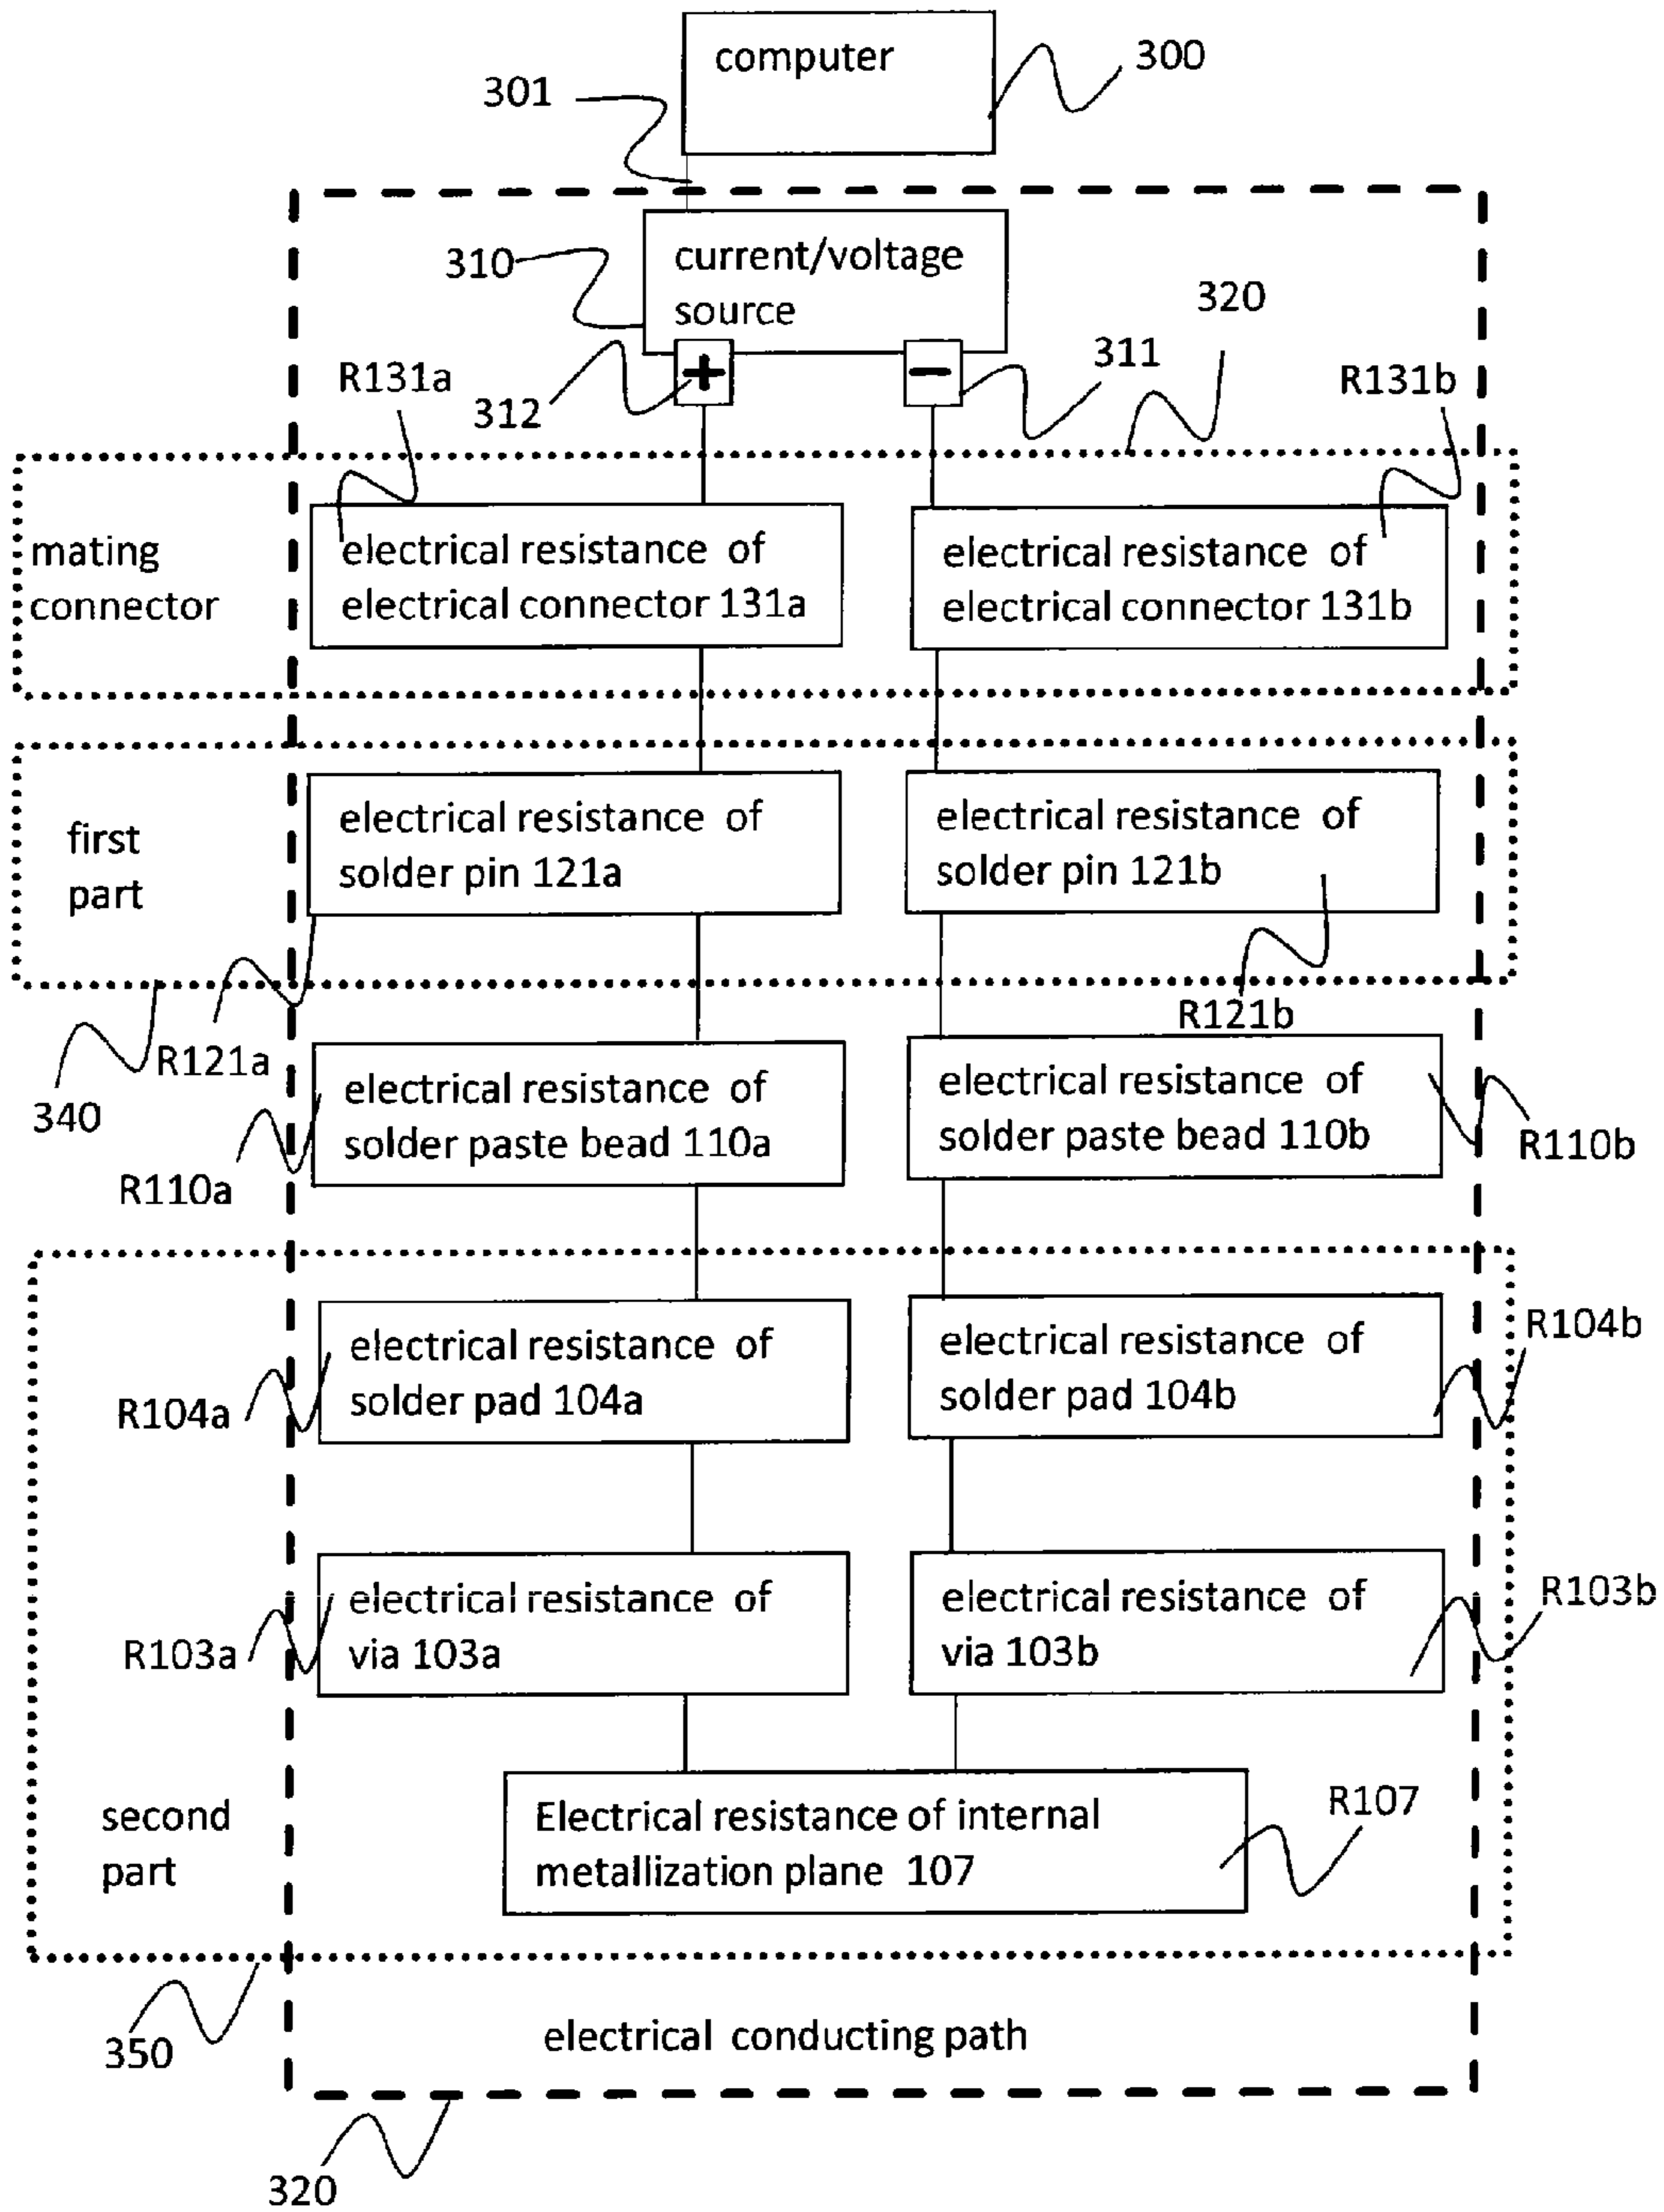 computer
300
301
310
current/voltage
source
320
R131a
312
+
−
311
R131b
mating
connector
electrical resistance of
electrical connector 131a
electrical resistance of
electrical connector 131b
first
part
electrical resistance of
solder pin 121a
electrical resistance of
solder pin 121b
R121a
R121b
340
electrical resistance of
solder paste bead 110a
electrical resistance of
solder paste bead 110b
R110a
R110b
electrical resistance of
solder pad 104a
electrical resistance of
solder pad 104b
R104a
R104b
electrical resistance of
via 103a
electrical resistance of
via 103b
R103a
R103b
second
part
Electrical resistance of internal
metallization plane 107
R107
350
electrical conducting path
320